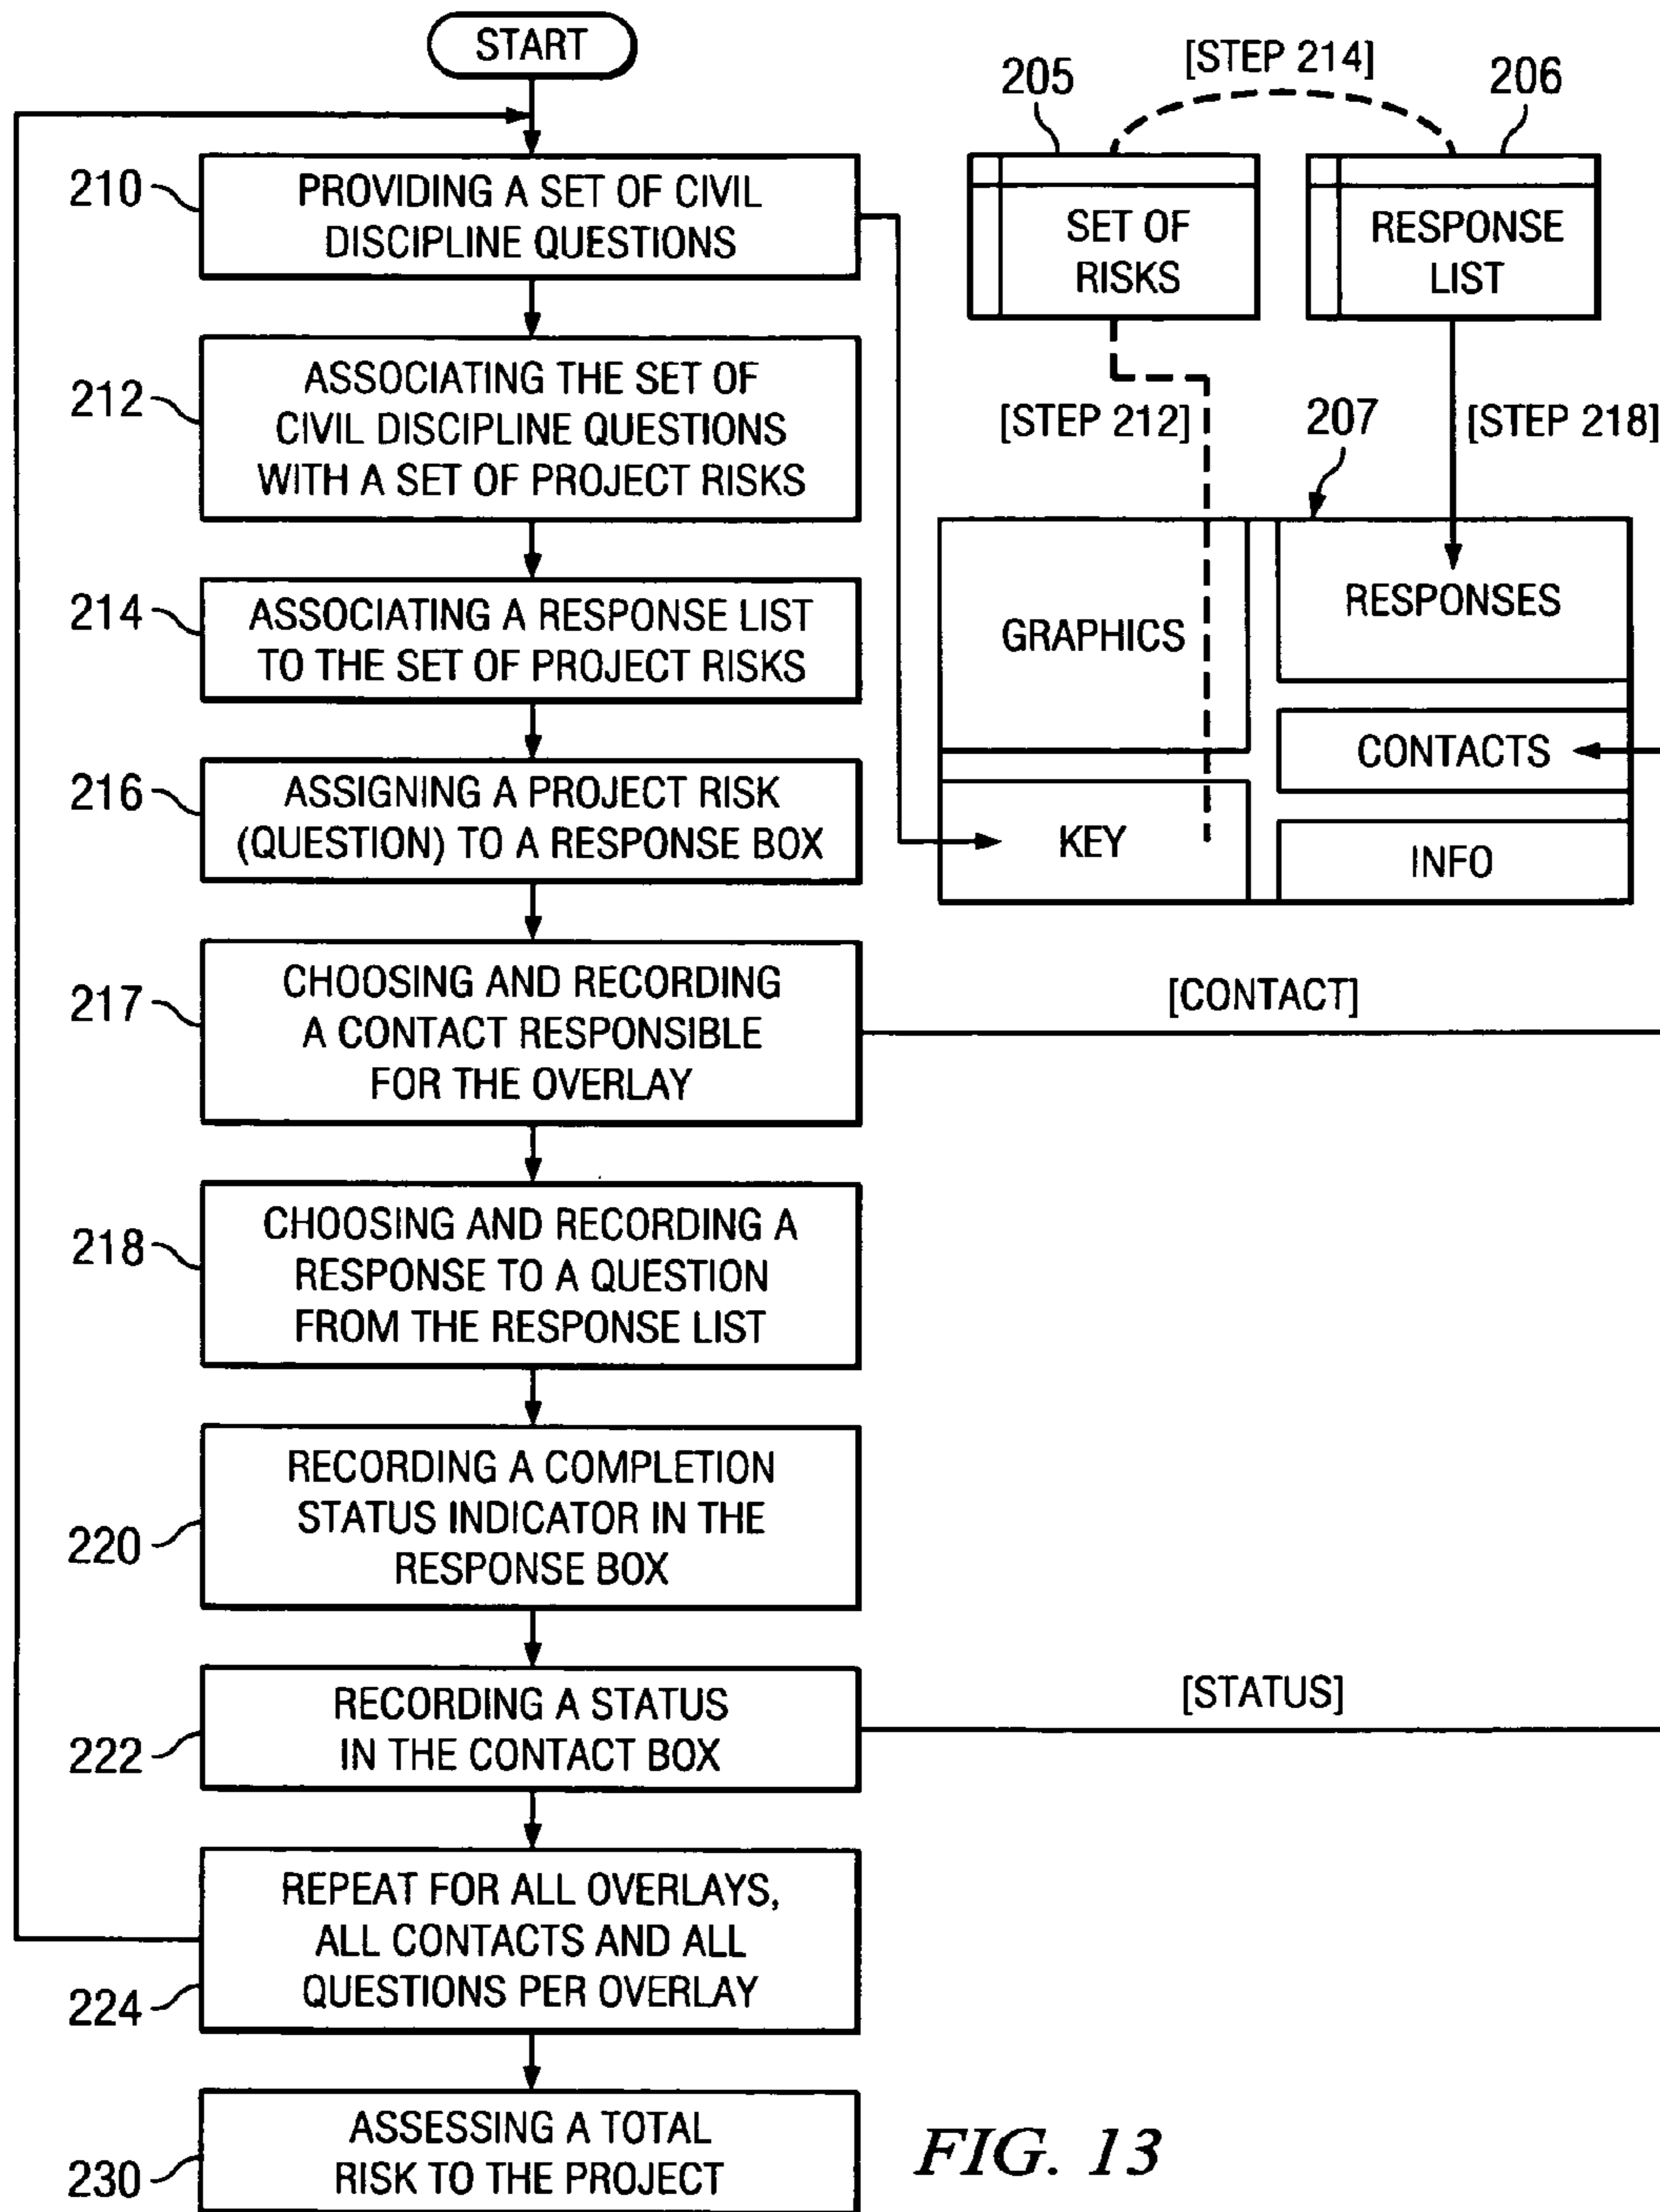 START
210
PROVIDING A SET OF CIVIL
DISCIPLINE QUESTIONS
212
ASSOCIATING THE SET OF
CIVIL DISCIPLINE QUESTIONS
WITH A SET OF PROJECT RISKS
214
ASSOCIATING A RESPONSE LIST
TO THE SET OF PROJECT RISKS
216
ASSIGNING A PROJECT RISK
(QUESTION) TO A RESPONSE BOX
217
CHOOSING AND RECORDING
A CONTACT RESPONSIBLE
FOR THE OVERLAY
218
CHOOSING AND RECORDING A
RESPONSE TO A QUESTION
FROM THE RESPONSE LIST
220
RECORDING A COMPLETION
STATUS INDICATOR IN THE
RESPONSE BOX
222
RECORDING A STATUS
IN THE CONTACT BOX
224
REPEAT FOR ALL OVERLAYS,
ALL CONTACTS AND ALL
QUESTIONS PER OVERLAY
230
ASSESSING A TOTAL
RISK TO THE PROJECT
[STEP 214]
205
206
SET OF
RISKS
RESPONSE
LIST
[STEP 212]
207
[STEP 218]
GRAPHICS
RESPONSES
CONTACTS
KEY
INFO
[CONTACT]
[STATUS]
FIG. 13